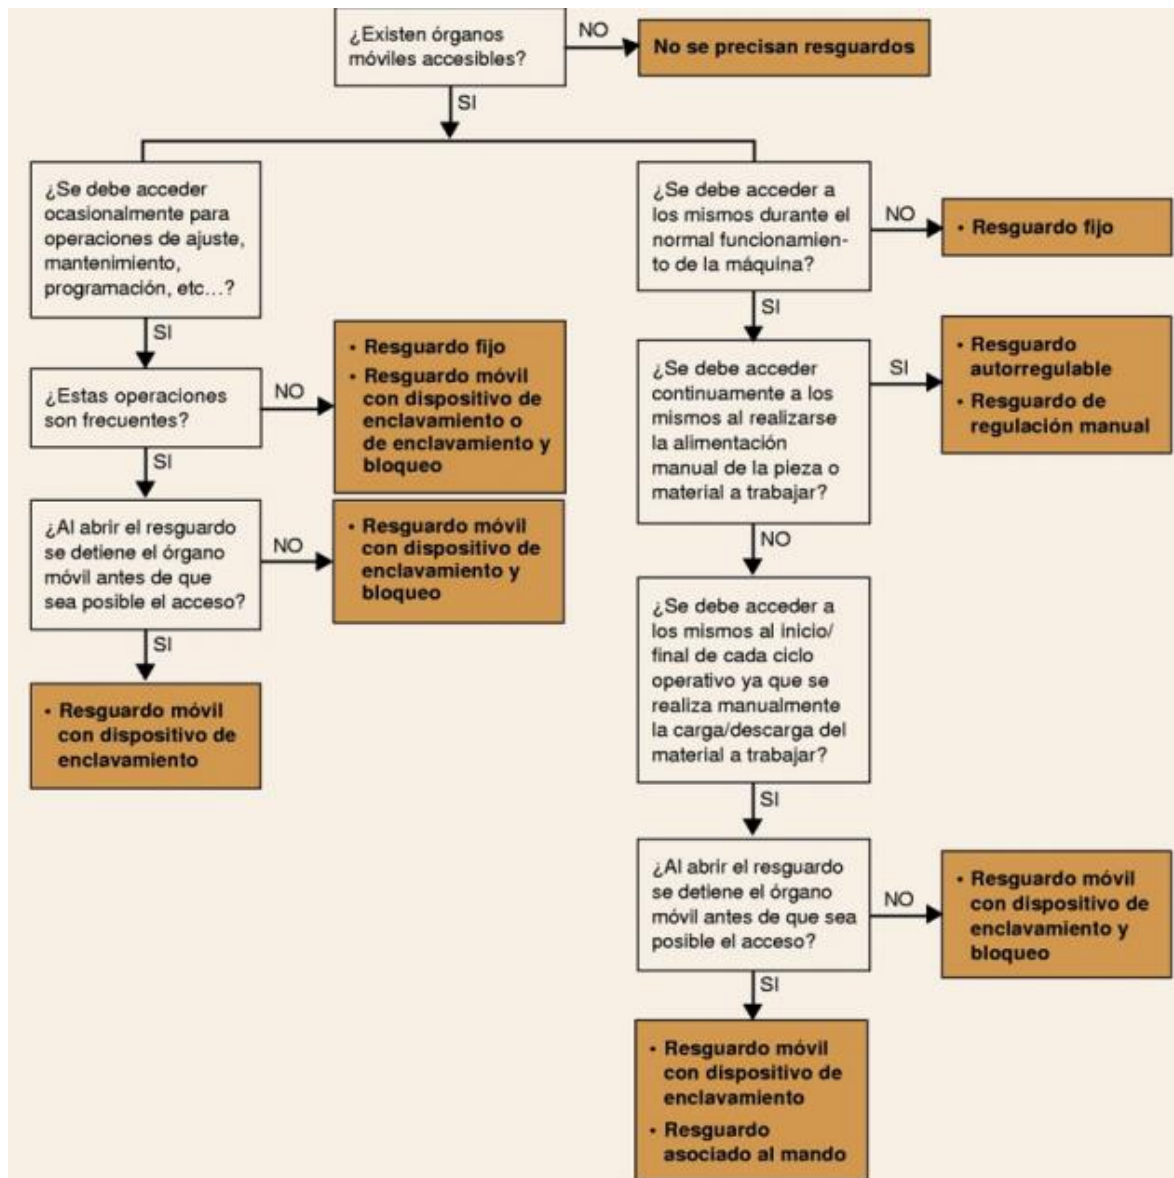 ¿Existen órganos
móviles accesibles?
NO
No se precisan resguardos
SI
¿Se debe acceder
ocasionalmente para
operaciones de ajuste,
mantenimiento,
programación, etc...?
SI
¿Estas operaciones
son frecuentes?
NO
• Resguardo fijo
• Resguardo móvil
con dispositivo de
enclavamiento o
de enclavamiento y
bloqueo
SI
¿Al abrir el resguardo
se detiene el órgano
móvil antes de que
sea posible el acceso?
NO
• Resguardo móvil
con dispositivo de
enclavamiento y
bloqueo
SI
• Resguardo móvil
con dispositivo de
enclavamiento
¿Se debe acceder a
los mismos durante el
normal funcionamien-
to de la máquina?
NO
• Resguardo fijo
SI
¿Se debe acceder
continuamente a los
mismos al realizarse
la alimentación
manual de la pieza o
material a trabajar?
SI
• Resguardo
autorregulable
• Resguardo de
regulación manual
NO
¿Se debe acceder a
los mismos al inicio/
final de cada ciclo
operativo ya que se
realiza manualmente
la carga/descarga del
material a trabajar?
SI
¿Al abrir el resguardo
se detiene el órgano
móvil antes de que sea
posible el acceso?
NO
• Resguardo móvil
con dispositivo de
enclavamiento y
bloqueo
SI
• Resguardo móvil
con dispositivo de
enclavamiento
• Resguardo
asociado al mando